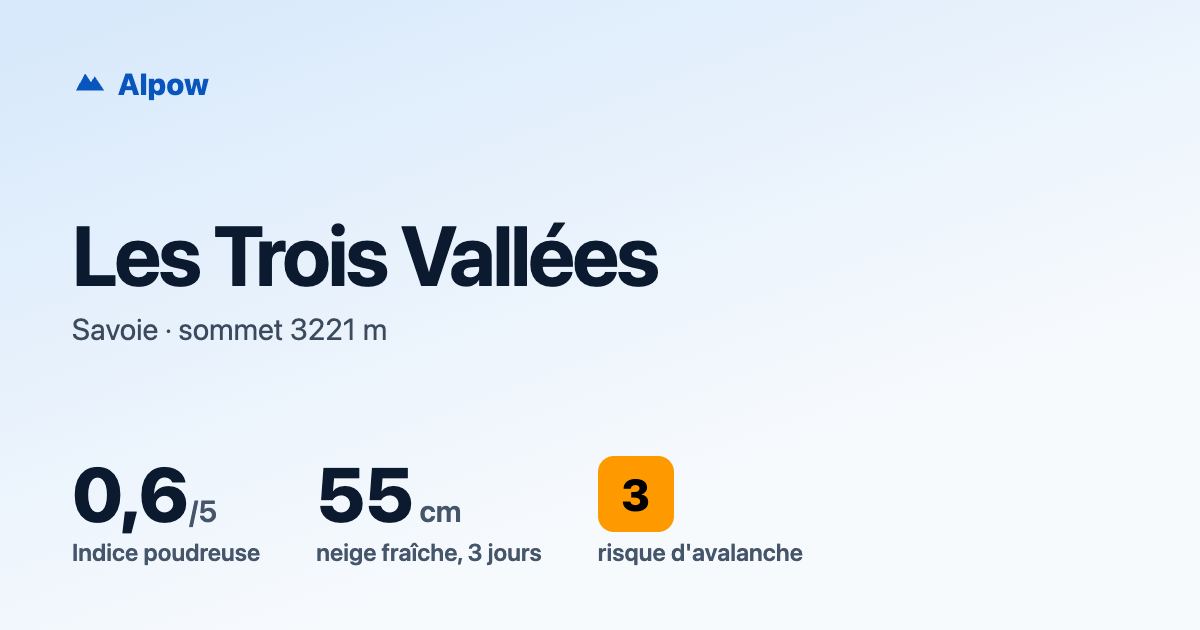 Alpow
Les Trois Vallées
Savoie · sommet 3221 m
0,6/5
Indice poudreuse
55 cm
neige fraîche, 3 jours
3
risque d'avalanche